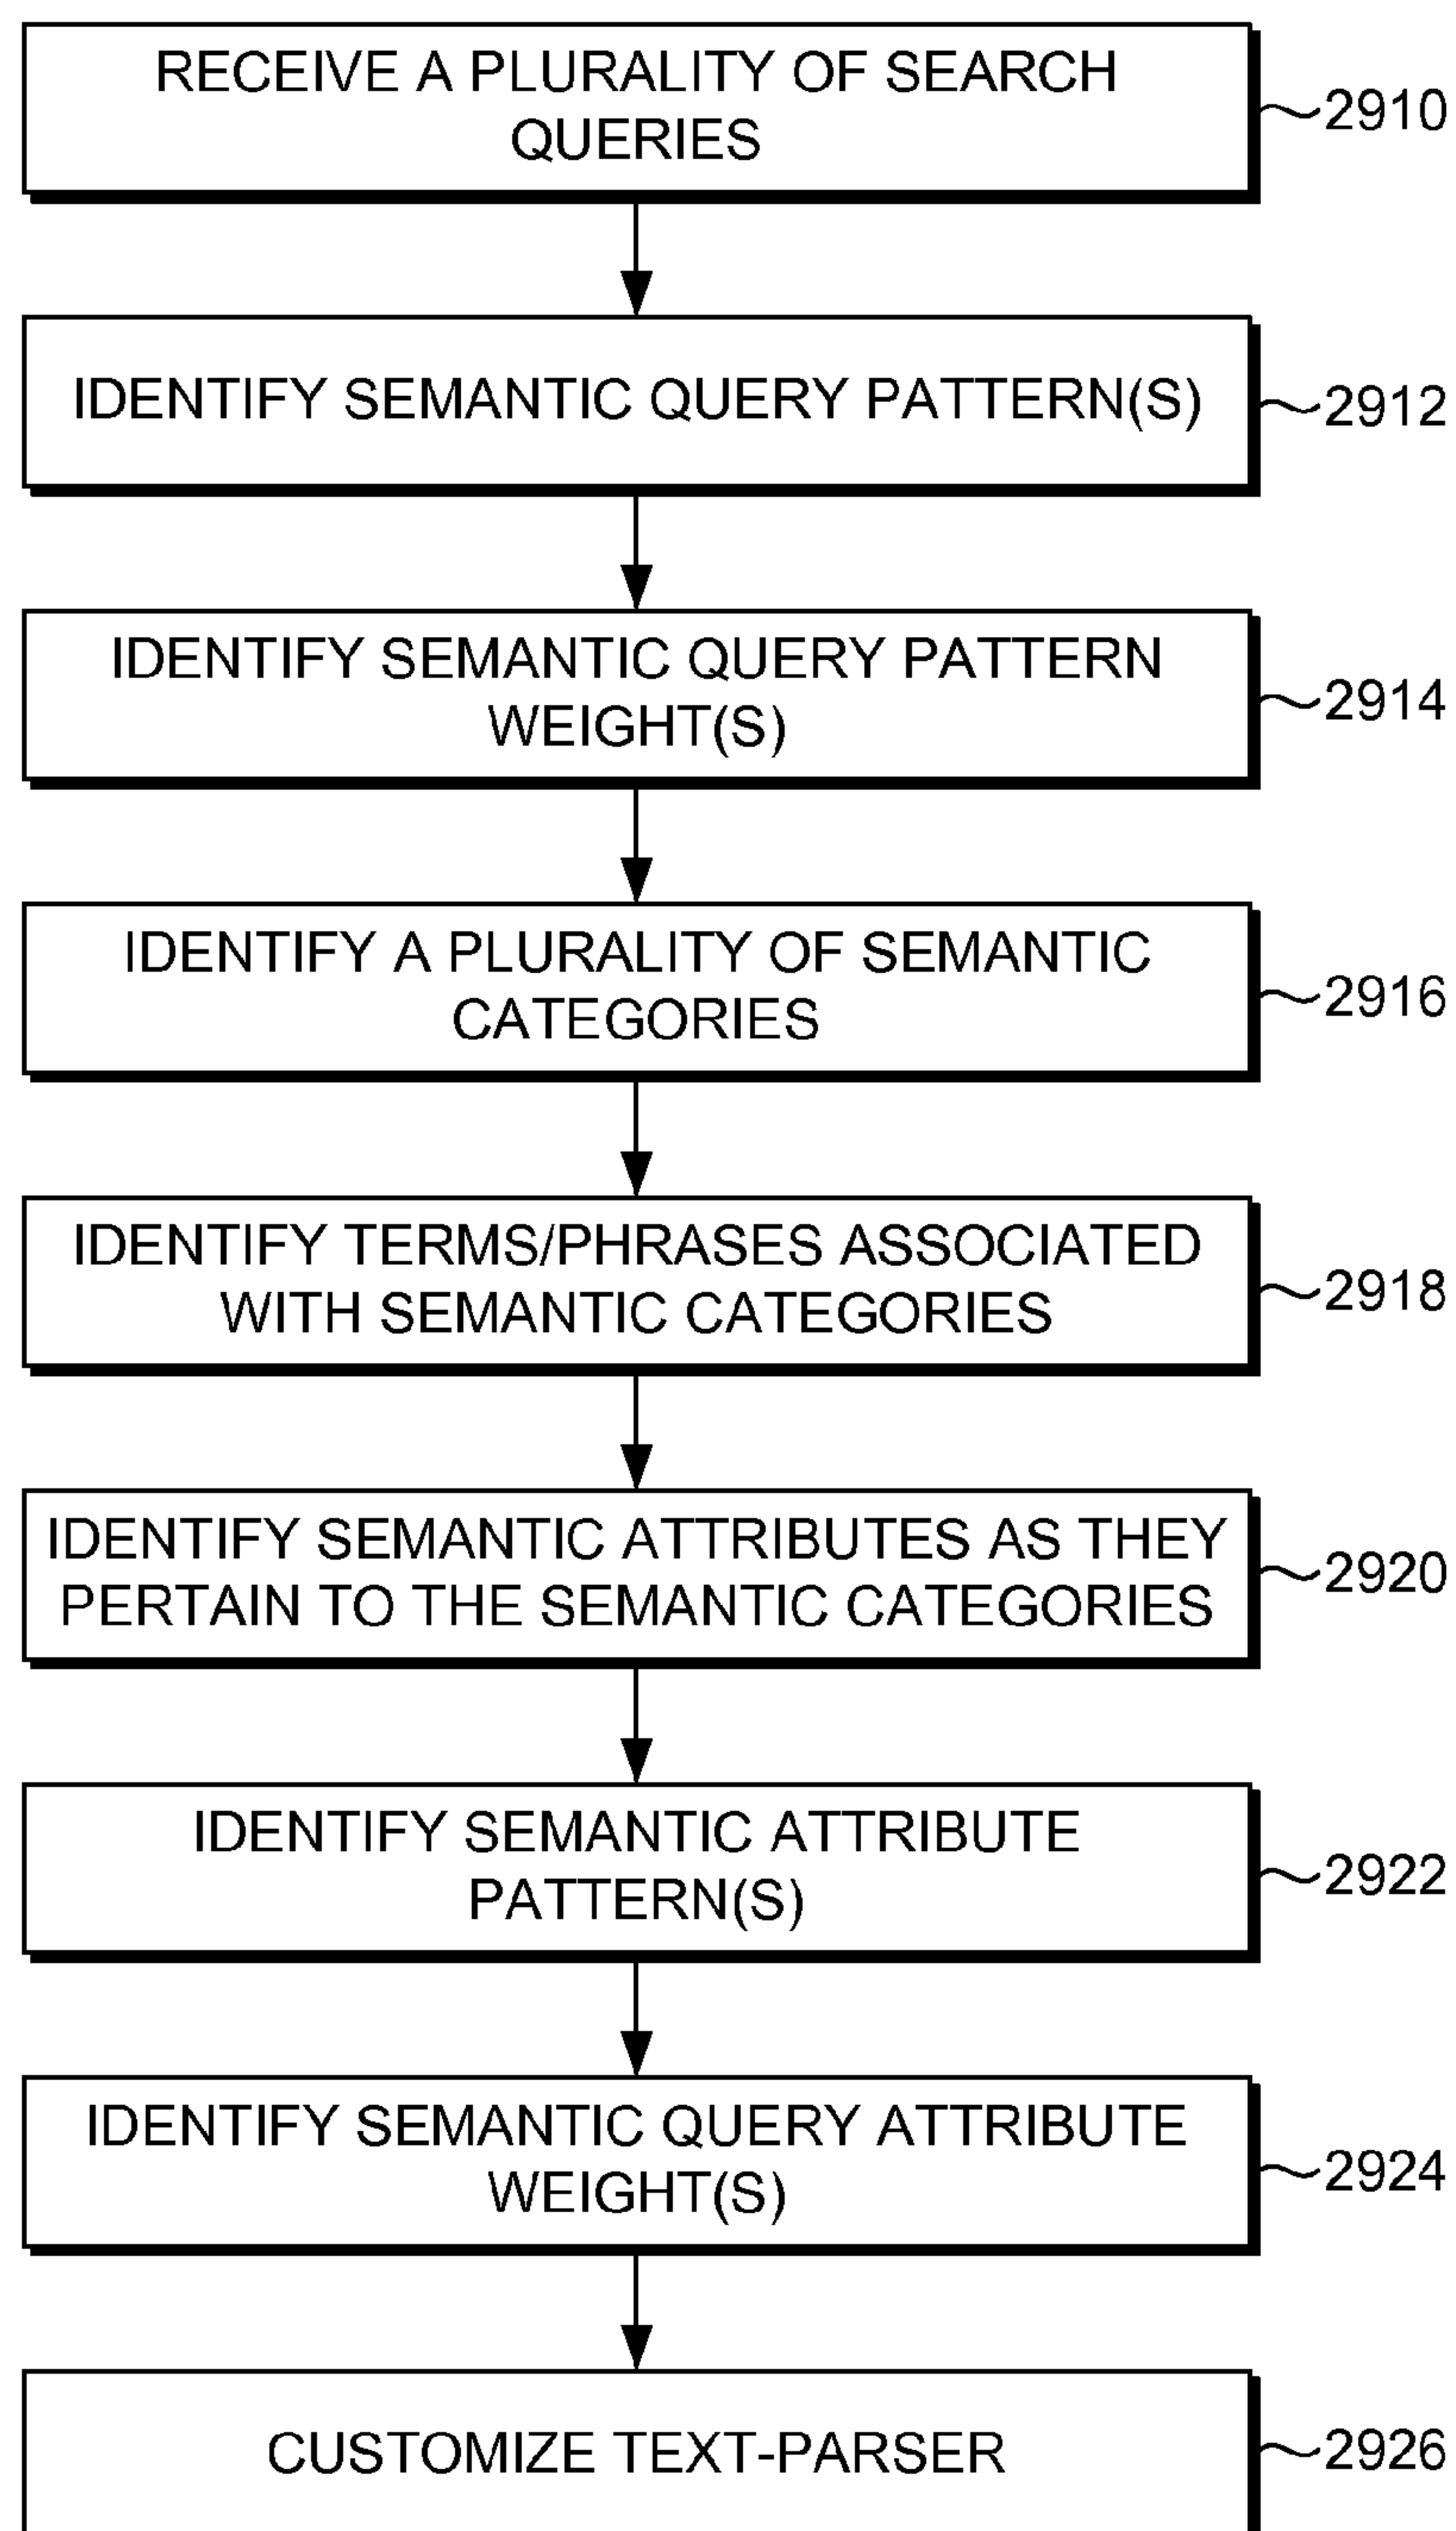 RECEIVE A PLURALITY OF SEARCH
QUERIES
2910
IDENTIFY SEMANTIC QUERY PATTERN(S)
2912
IDENTIFY SEMANTIC QUERY PATTERN
WEIGHT(S)
2914
IDENTIFY A PLURALITY OF SEMANTIC
CATEGORIES
2916
IDENTIFY TERMS/PHRASES ASSOCIATED
WITH SEMANTIC CATEGORIES
2918
IDENTIFY SEMANTIC ATTRIBUTES AS THEY
PERTAIN TO THE SEMANTIC CATEGORIES
2920
IDENTIFY SEMANTIC ATTRIBUTE
PATTERN(S)
2922
IDENTIFY SEMANTIC QUERY ATTRIBUTE
WEIGHT(S)
2924
CUSTOMIZE TEXT-PARSER
2926